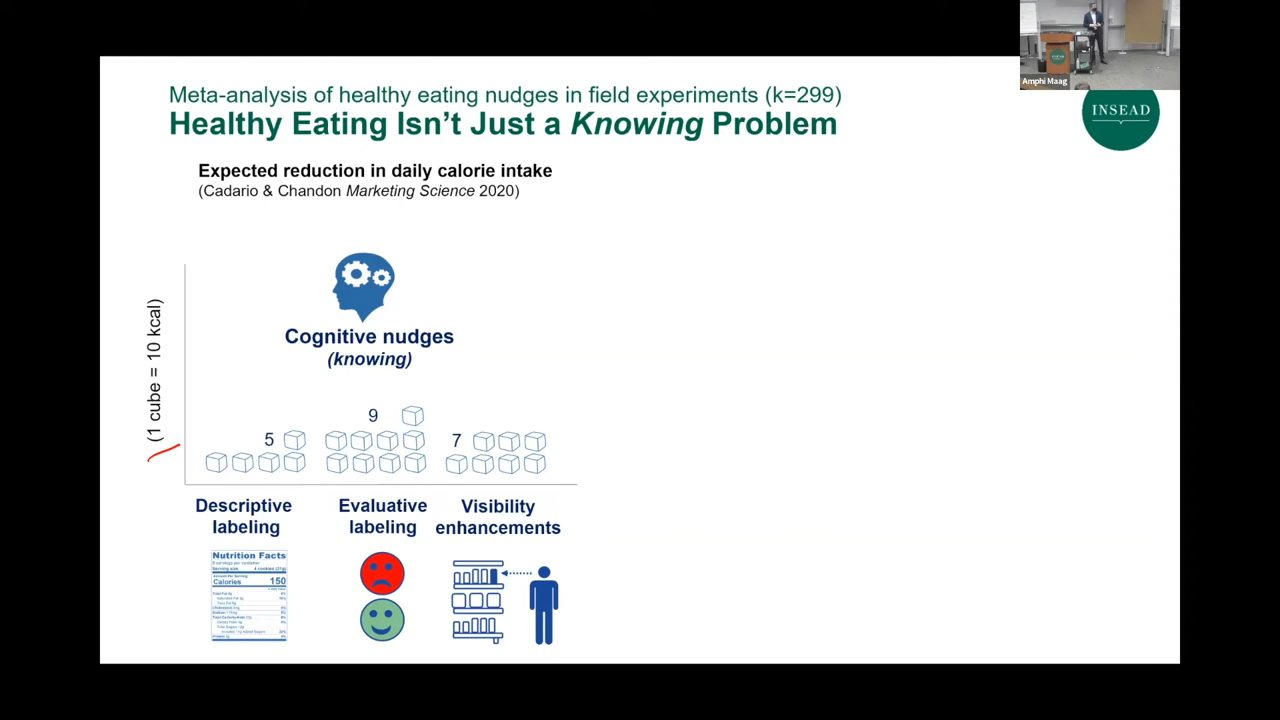 Amphi Maag
INSEAD
Meta-analysis of healthy eating nudges in field experiments (k=299)
Healthy Eating Isn't Just a Knowing Problem
Expected reduction in daily calorie intake
(Cadario & Chandon Marketing Science 2020)
(1 cube = 10 kcal)
Cognitive nudges
(knowing)
5
9
7
Descriptive
labeling
Evaluative
labeling
Visibility
enhancements
Nutrition Facts
Calories 150